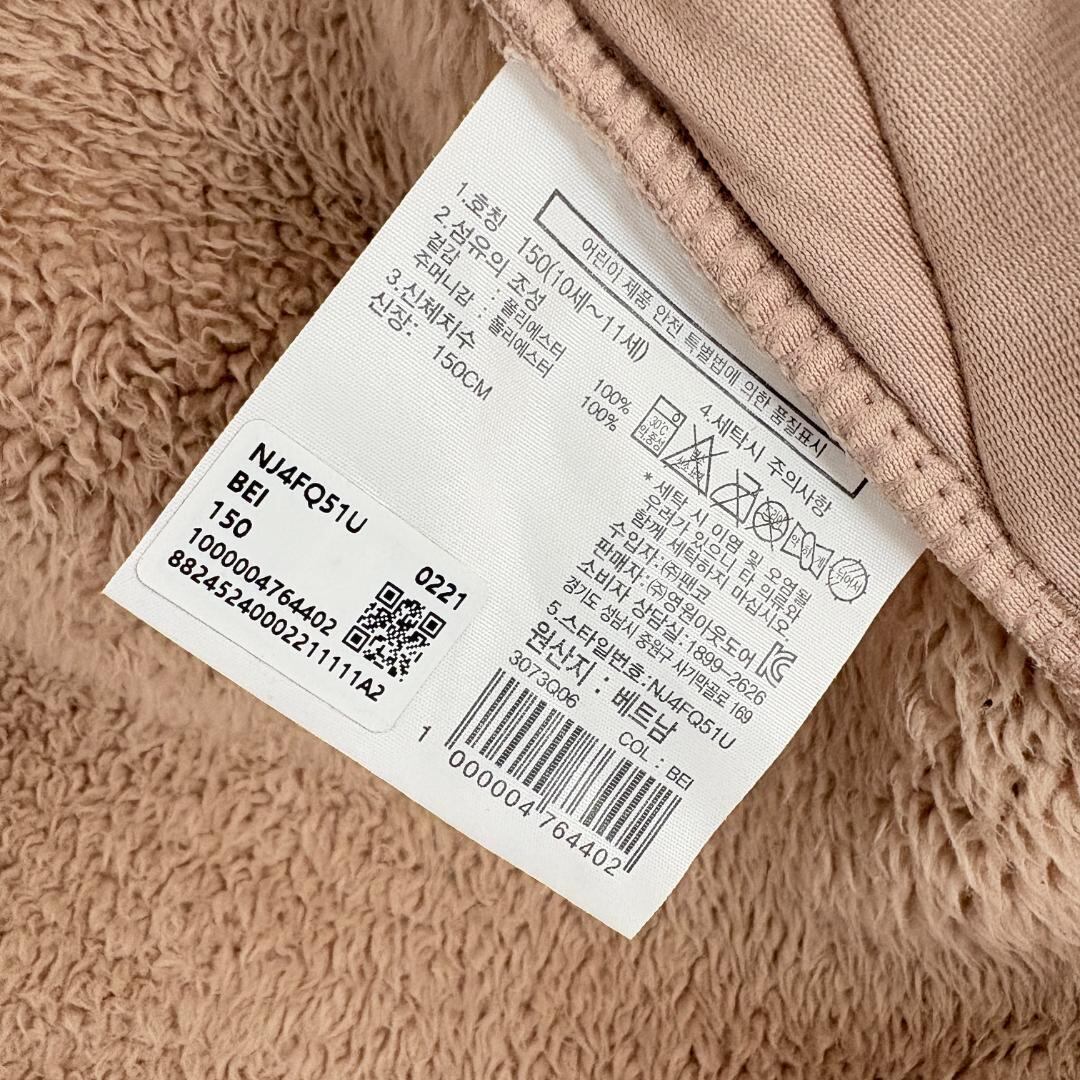 어린이 제품 안전 특별법에 의한 품질표시
1.호칭 150(10세~11세)
2.섬유의 조성
겉감 : 폴리에스터 100%
주머니감 : 폴리에스터 100%
3.신체치수
신장: 150CM
4.세탁시 주의사항
30℃
중성
* 세탁 시 이염 및 오염될
우려가 있으니 타 의류와
함께 세탁하지 마십시오.
수입자: ㈜팩코
판매자: ㈜영원아웃도어
소비자 상담실: 1899-2626
경기도 성남시 중원구 사기막골로 169
5.스타일번호: NJ4FQ51U
원산지 : 베트남
3073Q06 COL : BEI
1 000004 764402
NJ4FQ51U
BEI
150 0221
1000004764402
8824524000221111A2